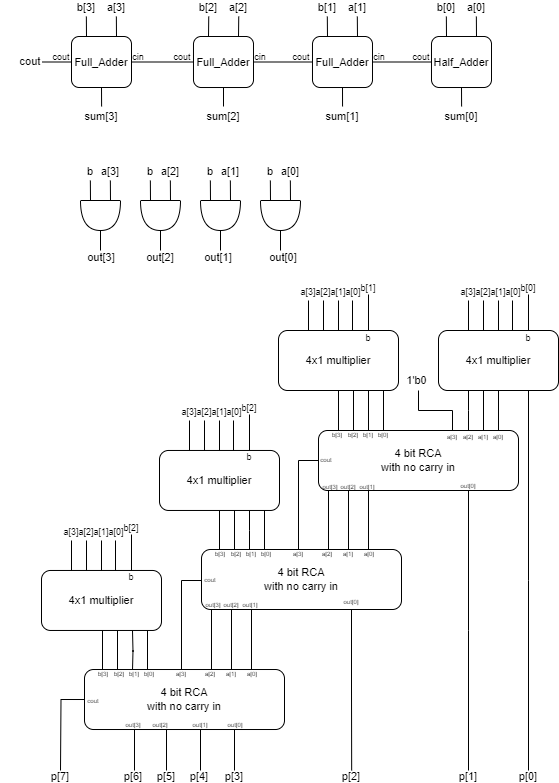 b[3] a[3] b[2] a[2] b[1] a[1] b[0] a[0]
cout cout Full_Adder cin cout Full_Adder cin cout Full_Adder cin cout Half_Adder
sum[3] sum[2] sum[1] sum[0]
b a[3] b a[2] b a[1] b a[0]
out[3] out[2] out[1] out[0]
a[3]a[2]a[1]a[0]b[1] a[3]a[2]a[1]a[0]b[0]
b b
4x1 multiplier 4x1 multiplier
1'b0
b[3] b[2] b[1] b[0] a[3] a[2] a[1] a[0]
4 bit RCA
cout with no carry in
out[3] out[2] out[1] out[0]
a[3]a[2]a[1]a[0]b[2]
b
4x1 multiplier
b[3] b[2] b[1] b[0] a[3] a[2] a[1] a[0]
4 bit RCA
cout with no carry in
out[3] out[2] out[1] out[0]
a[3]a[2]a[1]a[0]b[2]
b
4x1 multiplier
b[3] b[2] b[1] b[0] a[3] a[2] a[1] a[0]
4 bit RCA
cout with no carry in
out[3] out[2] out[1] out[0]
p[7] p[6] p[5] p[4] p[3] p[2] p[1] p[0]